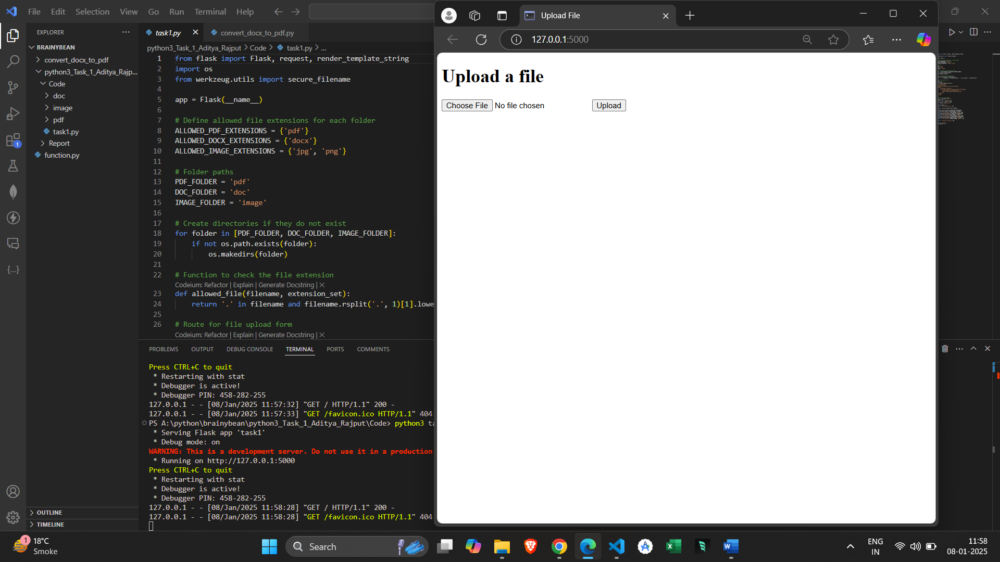 File Edit Selection View Go Run Terminal Help
EXPLORER
BRAINYBEAN
convert_docx_to_pdf
python3_Task_1_Aditya_Rajp...
Code
doc
image
pdf
task1.py
Report
function.py
OUTLINE
TIMELINE
1
task1.py
convert_docx_to_pdf.py
python3_Task_1_Aditya_Rajput > Code > task1.py > ...
1 from flask import Flask, request, render_template_string
2 import os
3 from werkzeug.utils import secure_filename
4
5 app = Flask(__name__)
6
7 # Define allowed file extensions for each folder
8 ALLOWED_PDF_EXTENSIONS = {'pdf'}
9 ALLOWED_DOCX_EXTENSIONS = {'docx'}
10 ALLOWED_IMAGE_EXTENSIONS = {'jpg', 'png'}
11
12 # Folder paths
13 PDF_FOLDER = 'pdf'
14 DOC_FOLDER = 'doc'
15 IMAGE_FOLDER = 'image'
16
17 # Create directories if they do not exist
18 for folder in [PDF_FOLDER, DOC_FOLDER, IMAGE_FOLDER]:
19 if not os.path.exists(folder):
20 os.makedirs(folder)
21
22 # Function to check the file extension
Codeium: Refactor | Explain | Generate Docstring | X
23 def allowed_file(filename, extension_set):
24 return '.' in filename and filename.rsplit('.', 1)[1].lowe
25
26 # Route for file upload form
Codeium: Refactor | Explain | Generate Docstring | X
PROBLEMS OUTPUT DEBUG CONSOLE TERMINAL PORTS COMMENTS
Press CTRL+C to quit
* Restarting with stat
* Debugger is active!
* Debugger PIN: 458-282-255
127.0.0.1 - - [08/Jan/2025 11:57:32] "GET / HTTP/1.1" 200 -
127.0.0.1 - - [08/Jan/2025 11:57:33] "GET /favicon.ico HTTP/1.1" 404
PS A:\python\brainybean\python3_Task_1_Aditya_Rajput\Code> python3 ta
* Serving Flask app 'task1'
* Debug mode: on
WARNING: This is a development server. Do not use it in a production
* Running on http://127.0.0.1:5000
Press CTRL+C to quit
* Restarting with stat
* Debugger is active!
* Debugger PIN: 458-282-255
127.0.0.1 - - [08/Jan/2025 11:58:28] "GET / HTTP/1.1" 200 -
127.0.0.1 - - [08/Jan/2025 11:58:28] "GET /favicon.ico HTTP/1.1" 404
Upload File
127.0.0.1:5000
Upload a file
Choose File No file chosen Upload
1
18°C
Smoke
Search
ENG
IN
11:58
08-01-2025